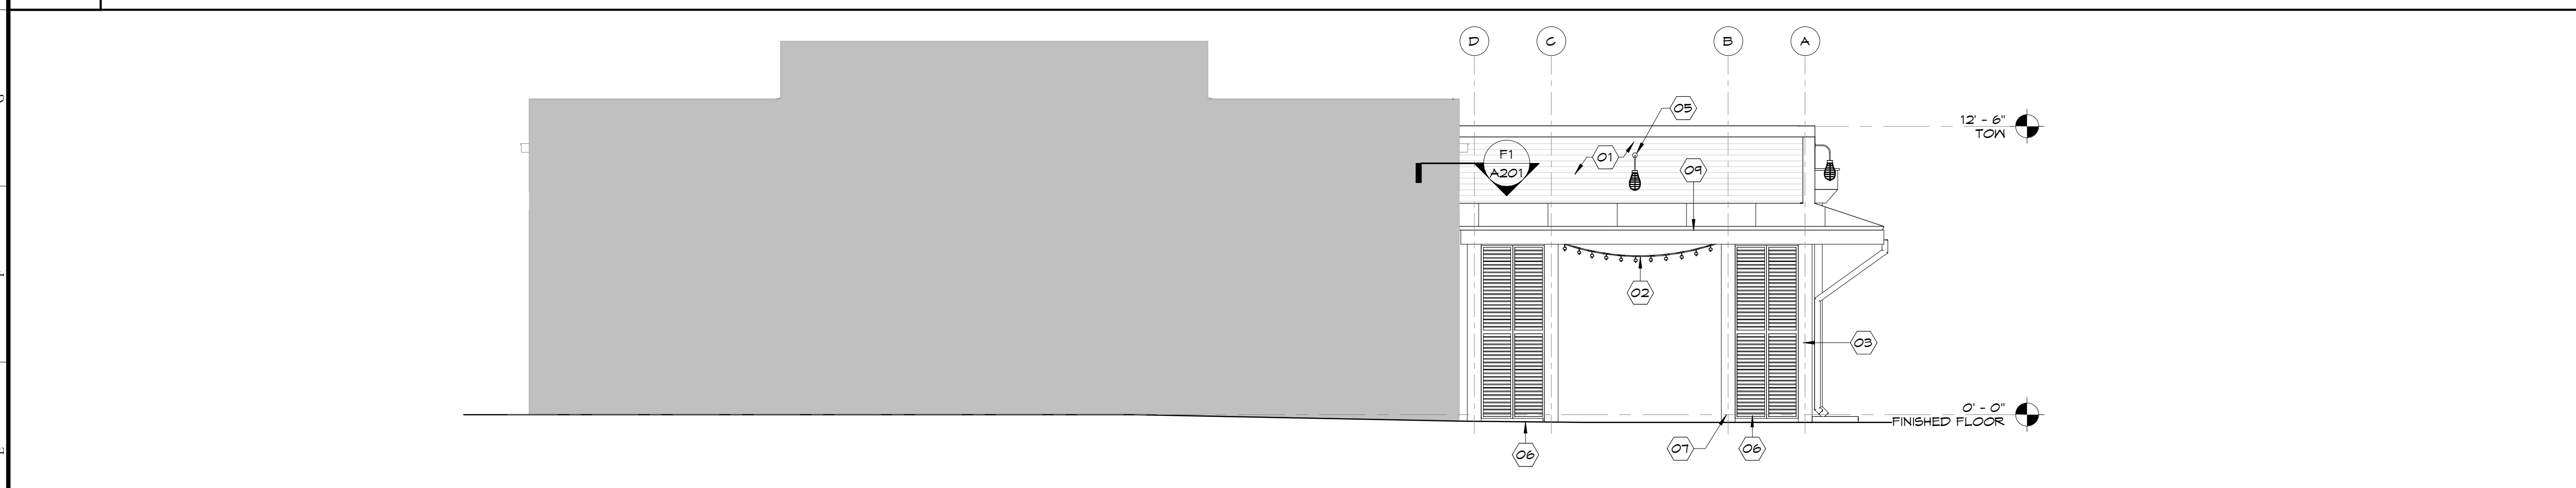 D
C
B
A
G
05
12' - 6"
TOW
F1
A201
01
09
F
02
03
0' - 0"
FINISHED FLOOR
07
06
06
E